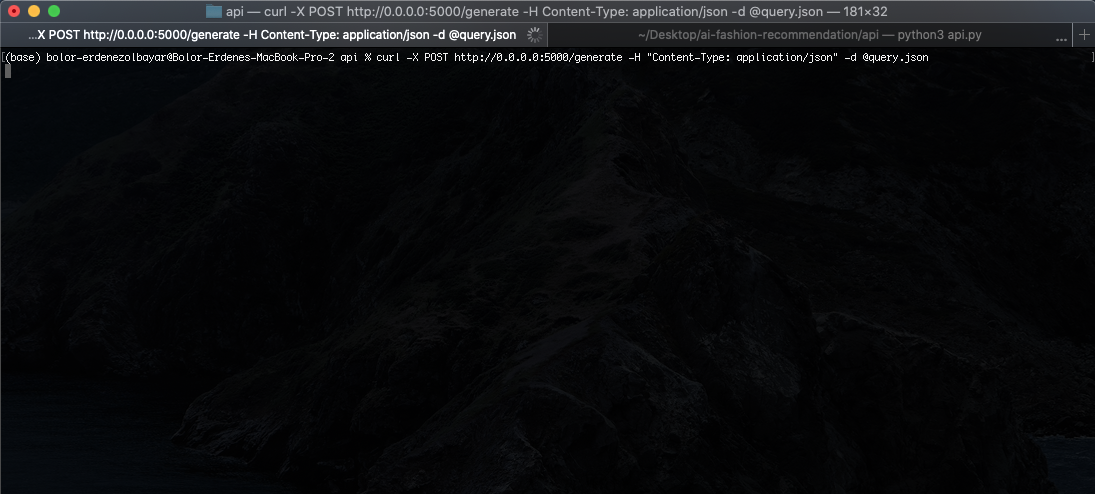 api — curl -X POST http://0.0.0.0:5000/generate -H Content-Type: application/json -d @query.json — 181×32
...X POST http://0.0.0.0:5000/generate -H Content-Type: application/json -d @query.json
~/Desktop/ai-fashion-recommendation/api — python3 api.py ... +
[(base) bolor-erdenezolbayar@Bolor-Erdenes-MacBook-Pro-2 api % curl -X POST http://0.0.0.0:5000/generate -H "Content-Type: application/json" -d @query.json ]